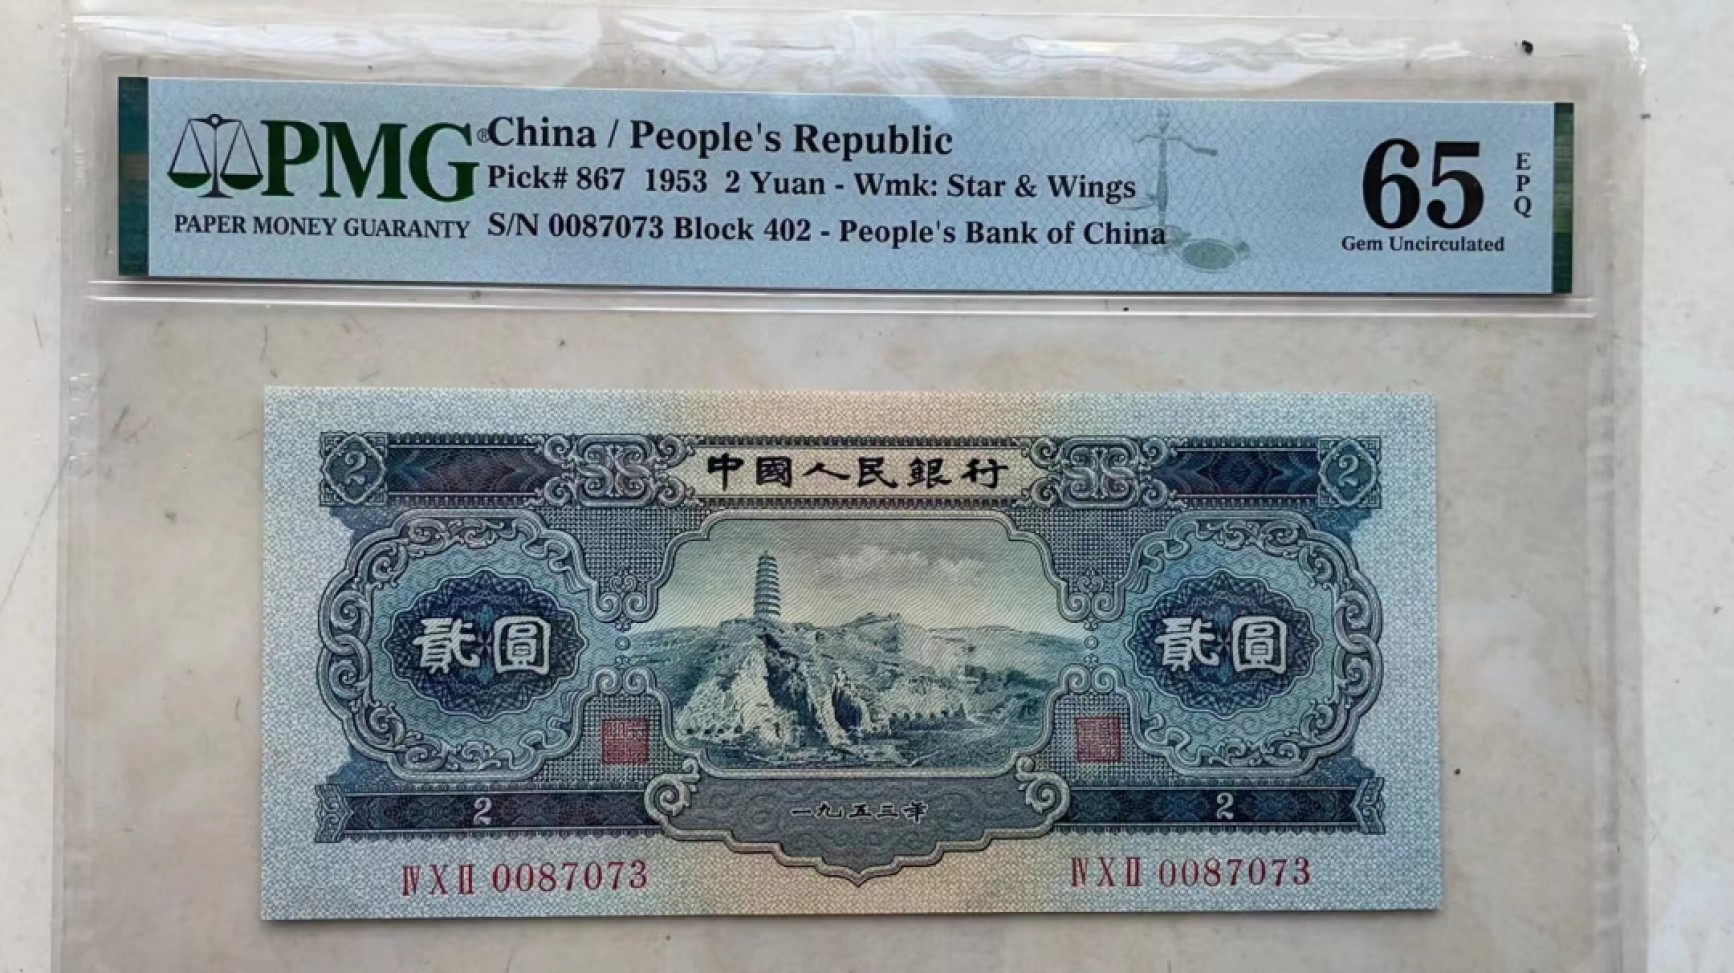 PMG®
PAPER MONEY GUARANTY
China / People's Republic
Pick# 867 1953 2 Yuan - Wmk: Star & Wings
S/N 0087073 Block 402 - People's Bank of China
65
EPQ
Gem Uncirculated
2 中國人民銀行 2
貳圓 貳圓
2 一九五三年 2
ⅣⅩⅡ 0087073 ⅣⅩⅡ 0087073